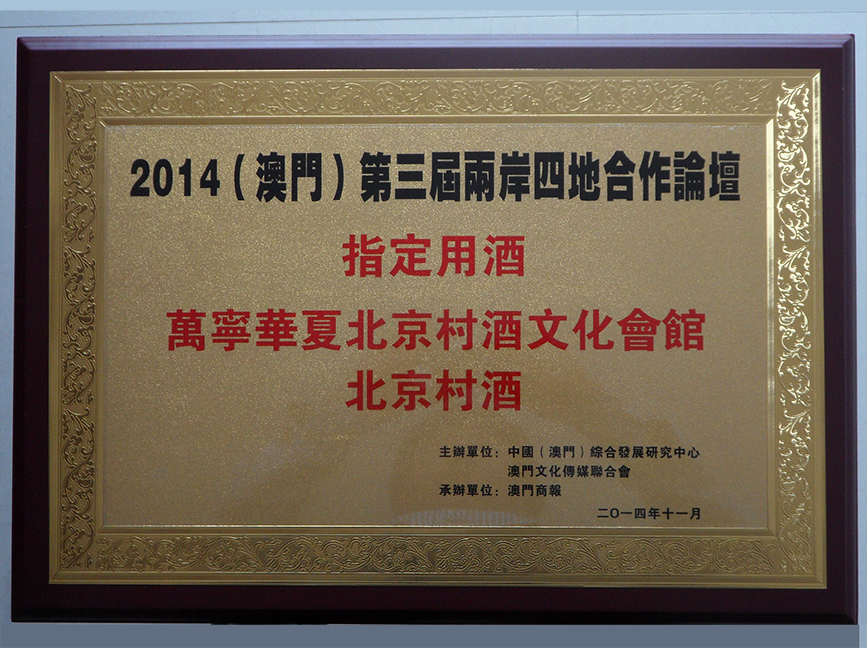 2014（澳門）第三屆兩岸四地合作論壇
指定用酒
萬寧華夏北京村酒文化會館
北京村酒
主辦單位：中國（澳門）綜合發展研究中心
澳門文化傳媒聯合會
承辦單位：澳門商報
二〇一四年十一月